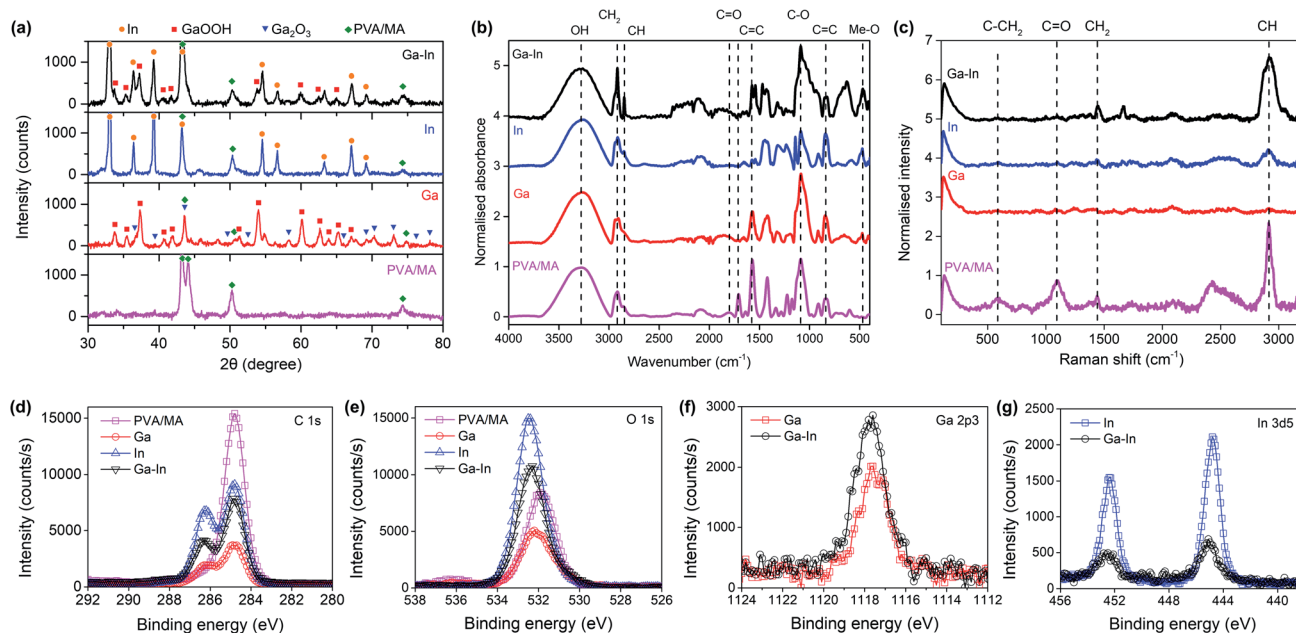 (a)
In
GaOOH
Ga₂O₃
PVA/MA
Ga-In
In
Ga
PVA/MA
1000
0
1000
0
1000
0
1000
0
30
40
50
60
70
80
Intensity (counts)
2θ (degree)
(b)
CH₂
C=O
C-O
OH
CH
C=C
C=C
Me-O
Ga-In
In
Ga
PVA/MA
5
4
3
2
1
0
4000
3500
3000
2500
2000
1500
1000
500
Normalised absorbance
Wavenumber (cm⁻¹)
(c)
C-CH₂
C=O
CH₂
CH
Ga-In
In
Ga
PVA/MA
7
6
5
4
3
2
1
0
500
1000
1500
2000
2500
3000
Normalised intensity
Raman shift (cm⁻¹)
(d)
C 1s
PVA/MA
Ga
In
Ga-In
15000
10000
5000
0
292
290
288
286
284
282
280
Intensity (counts/s)
Binding energy (eV)
(e)
O 1s
PVA/MA
Ga
In
Ga-In
15000
10000
5000
0
538
536
534
532
530
528
526
Intensity (counts/s)
Binding energy (eV)
(f)
Ga 2p3
Ga
Ga-In
3000
2000
1000
0
1124
1122
1120
1118
1116
1114
1112
Intensity (counts/s)
Binding energy (eV)
(g)
In 3d5
In
Ga-In
2500
2000
1500
1000
500
0
456
452
448
444
440
Intensity (counts/s)
Binding energy (eV)